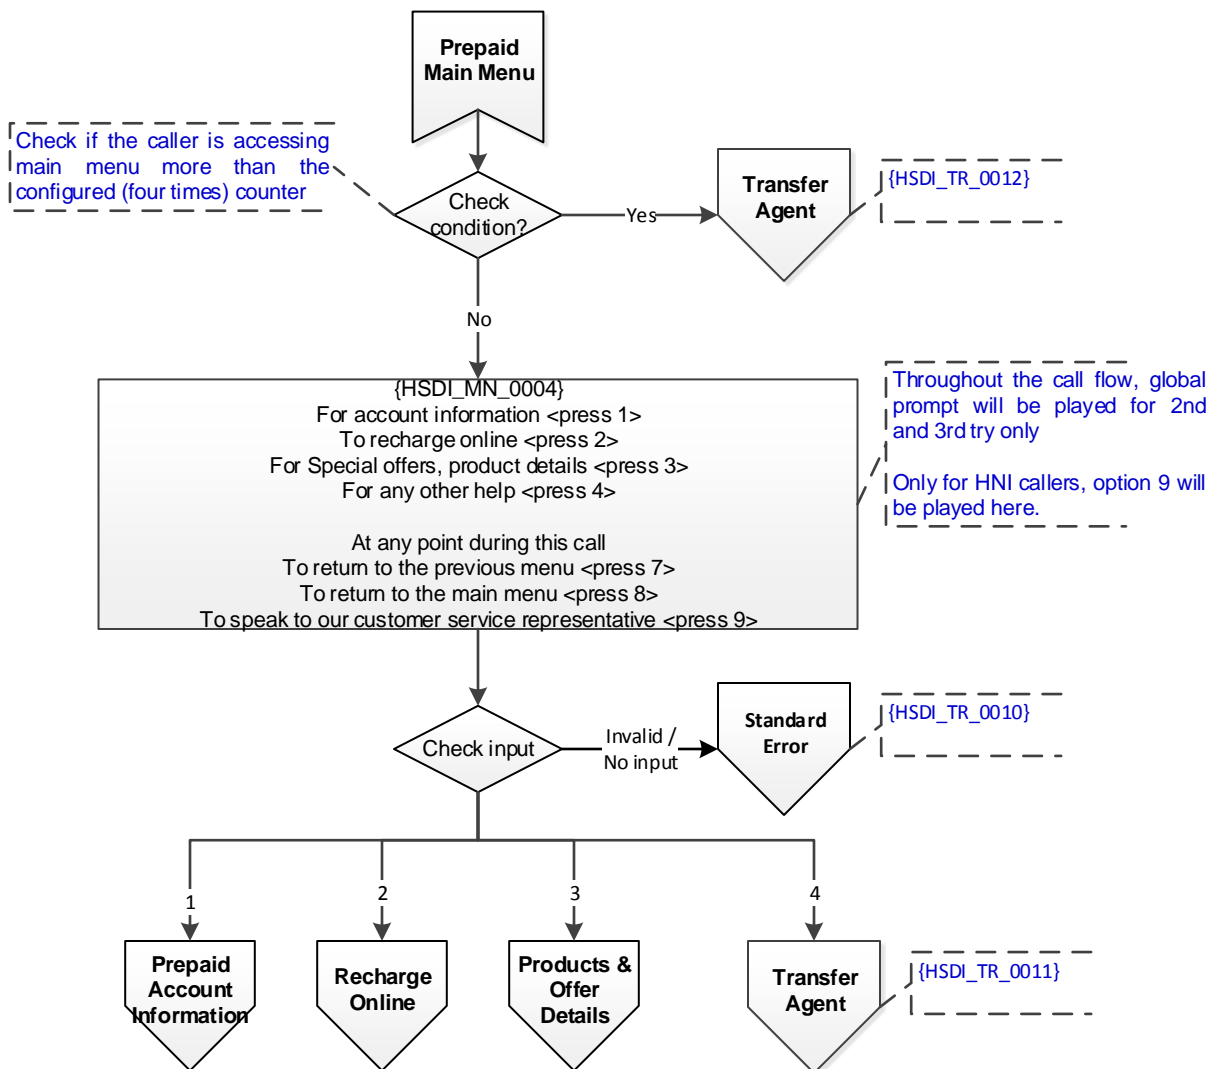 Prepaid
Main Menu
Check if the caller is accessing
main menu more than the
configured (four times) counter
Check
condition?
Yes
Transfer
Agent
{HSDI_TR_0012}
No
{HSDI_MN_0004}
For account information <press 1>
To recharge online <press 2>
For Special offers, product details <press 3>
For any other help <press 4>
At any point during this call
To return to the previous menu <press 7>
To return to the main menu <press 8>
To speak to our customer service representative <press 9>
Throughout the call flow, global
prompt will be played for 2nd
and 3rd try only
Only for HNI callers, option 9 will
be played here.
Check input
Invalid /
No input
Standard
Error
{HSDI_TR_0010}
1
2
3
4
Prepaid
Account
Information
Recharge
Online
Products &
Offer
Details
Transfer
Agent
{HSDI_TR_0011}